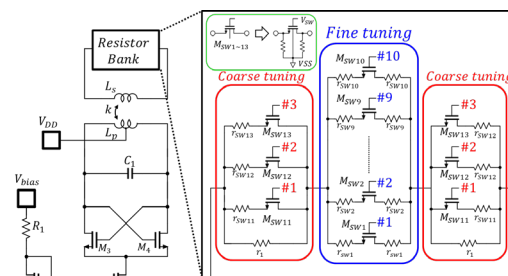 Resistor
Bank
L_s
k
L_p
V_DD
C_1
V_bias
R_1
M_3
M_4
M_SW1~13
V_SW
VSS
Coarse tuning
#3
r_SW13
M_SW13
#2
r_SW12
M_SW12
#1
r_SW11
M_SW11
r_1
Fine tuning
M_SW10
#10
r_SW10
r_SW10
M_SW9
#9
r_SW9
r_SW9
M_SW2
#2
r_SW2
r_SW2
M_SW1
#1
r_SW1
r_SW1
Coarse tuning
#3
M_SW13
r_SW12
#2
M_SW12
r_SW12
#1
M_SW11
r_SW11
r_1